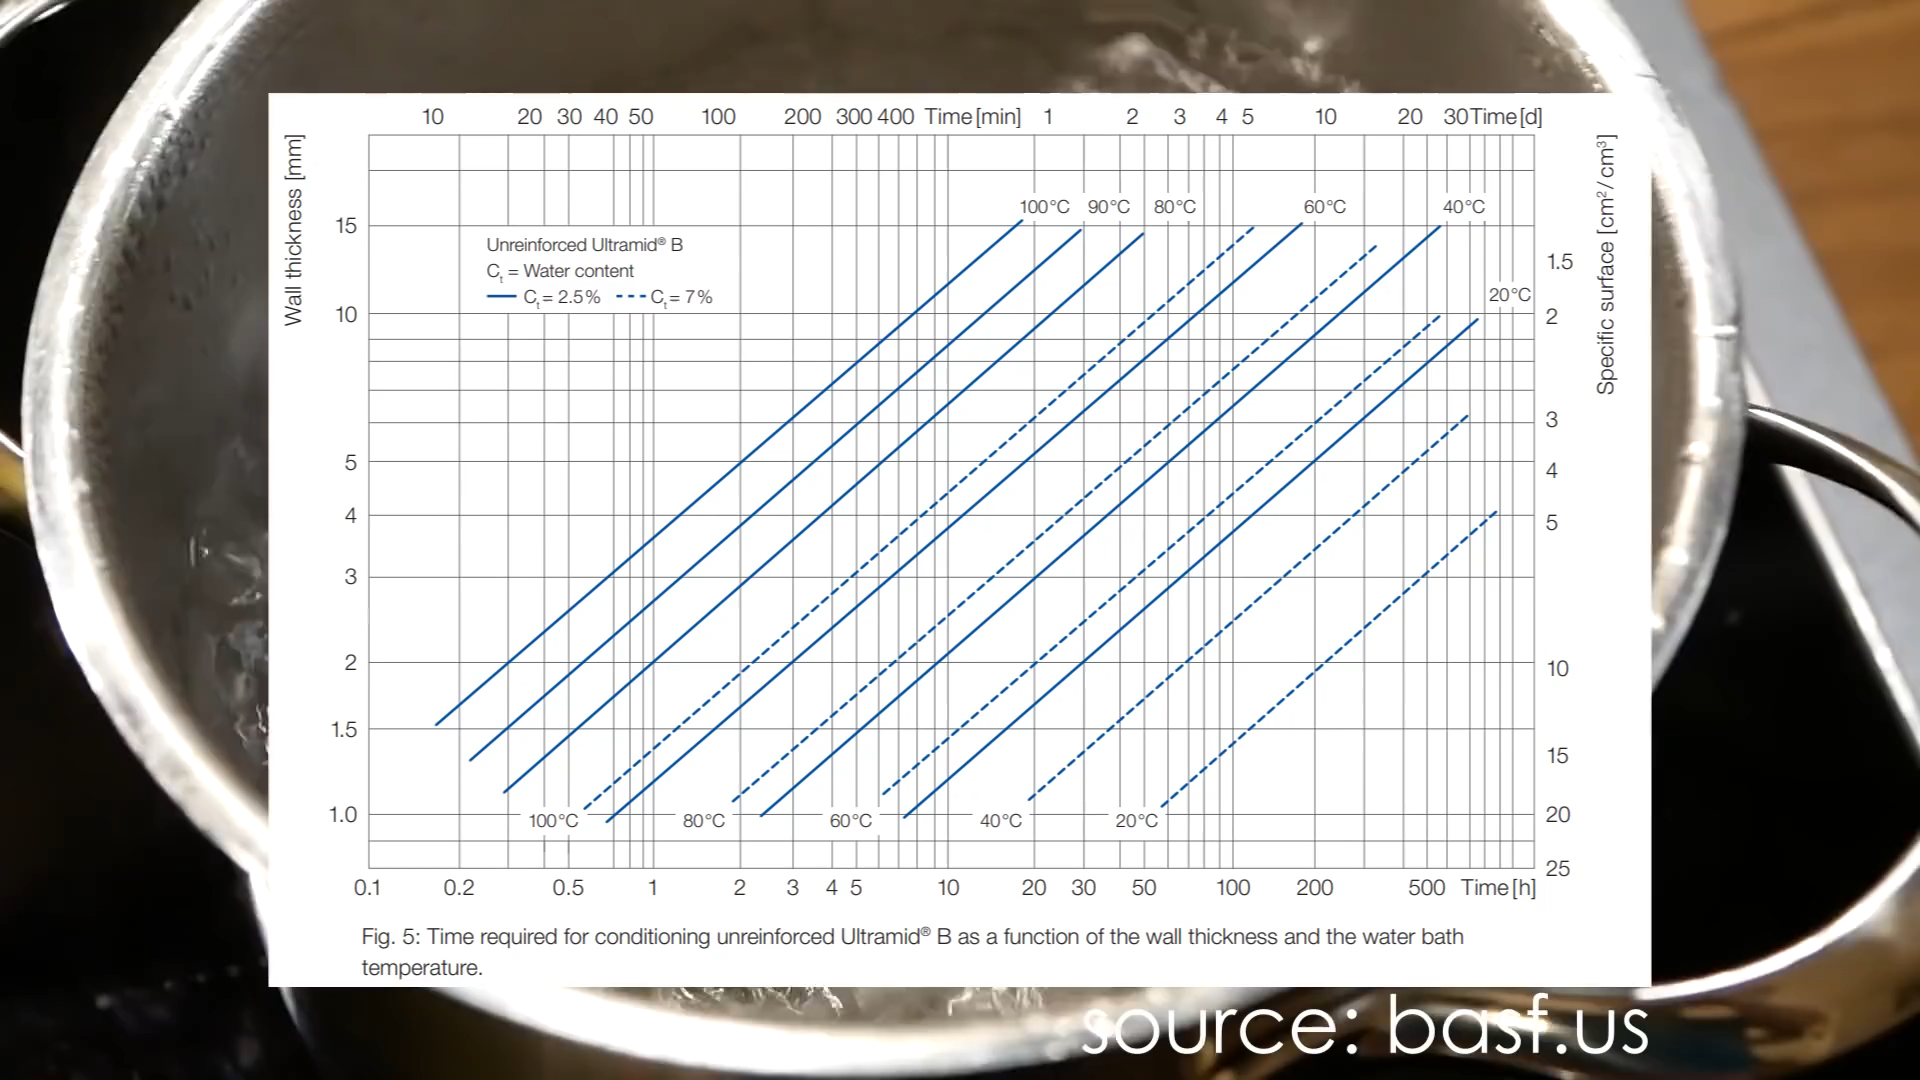 10 20 30 40 50 100 200 300 400 Time [min] 1 2 3 4 5 10 20 30 Time [d]
Wall thickness [mm]
Specific surface [cm²/cm³]
100°C 90°C 80°C 60°C 40°C
15
Unreinforced Ultramid® B
Cₜ = Water content
Cₜ = 2.5% Cₜ = 7%
1.5
20°C
10
2
3
5
4
4
5
3
2
10
1.5
15
1.0
100°C 80°C 60°C 40°C 20°C
20
25
0.1 0.2 0.5 1 2 3 4 5 10 20 30 50 100 200 500 Time [h]
Fig. 5: Time required for conditioning unreinforced Ultramid® B as a function of the wall thickness and the water bath
temperature.
source: basf.us